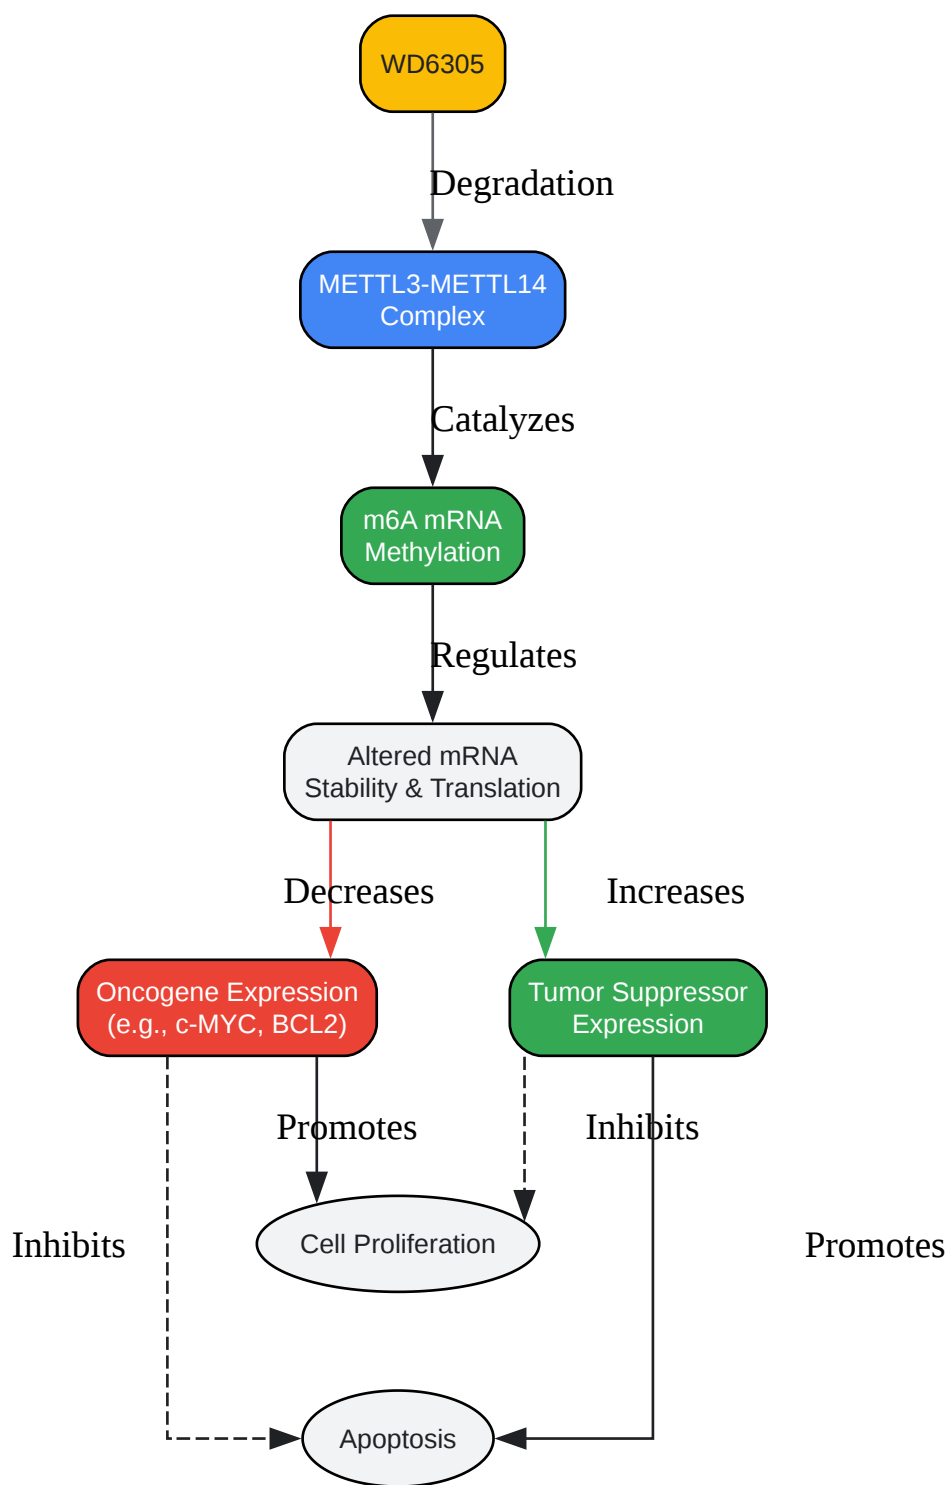 WD6305
Degradation
METTL3-METTL14
Complex
Catalyzes
m6A mRNA
Methylation
Regulates
Altered mRNA
Stability & Translation
Decreases
Increases
Oncogene Expression
(e.g., c-MYC, BCL2)
Tumor Suppressor
Expression
Promotes
Inhibits
Inhibits
Cell Proliferation
Promotes
Apoptosis